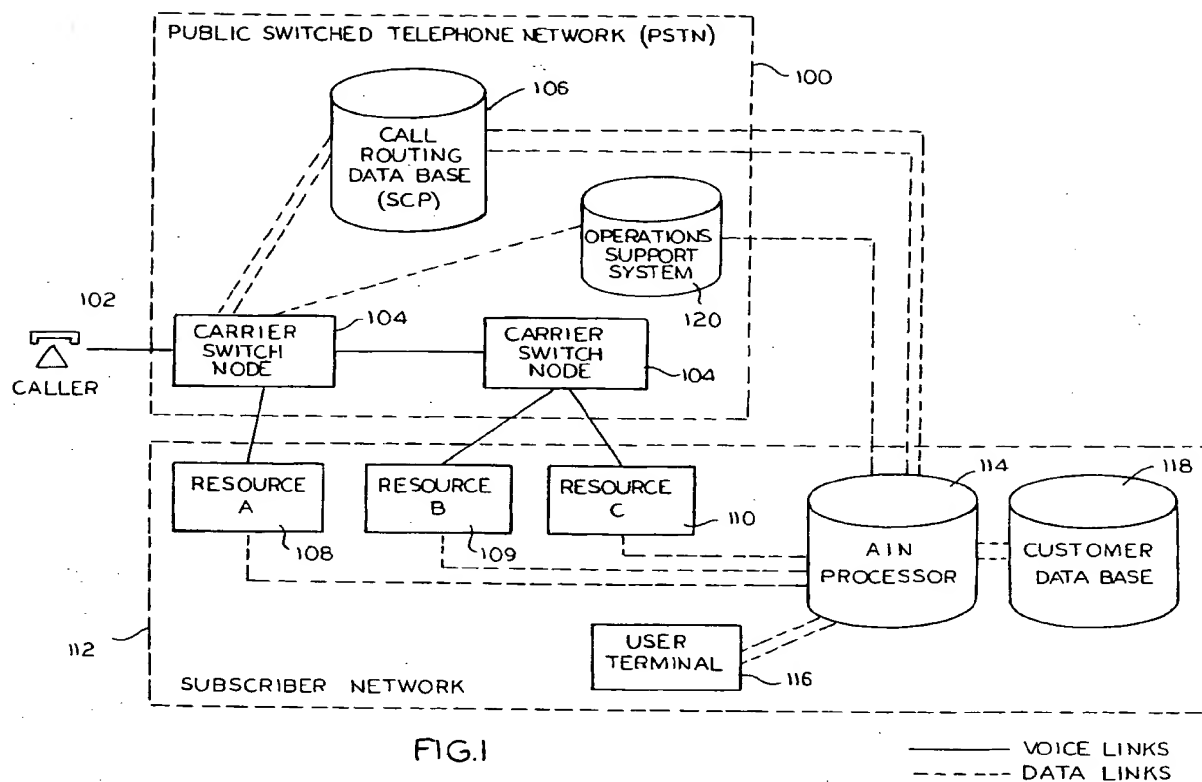 PUBLIC SWITCHED TELEPHONE NETWORK (PSTN)
100
106
CALL
ROUTING
DATA BASE
(SCP)
OPERATIONS
SUPPORT
SYSTEM
120
102
CALLER
104
CARRIER
SWITCH
NODE
CARRIER
SWITCH
NODE
104
RESOURCE
A
108
RESOURCE
B
109
RESOURCE
C
110
114
AIN
PROCESSOR
118
CUSTOMER
DATA BASE
112
USER
TERMINAL
116
SUBSCRIBER NETWORK
FIG.1
VOICE LINKS
DATA LINKS